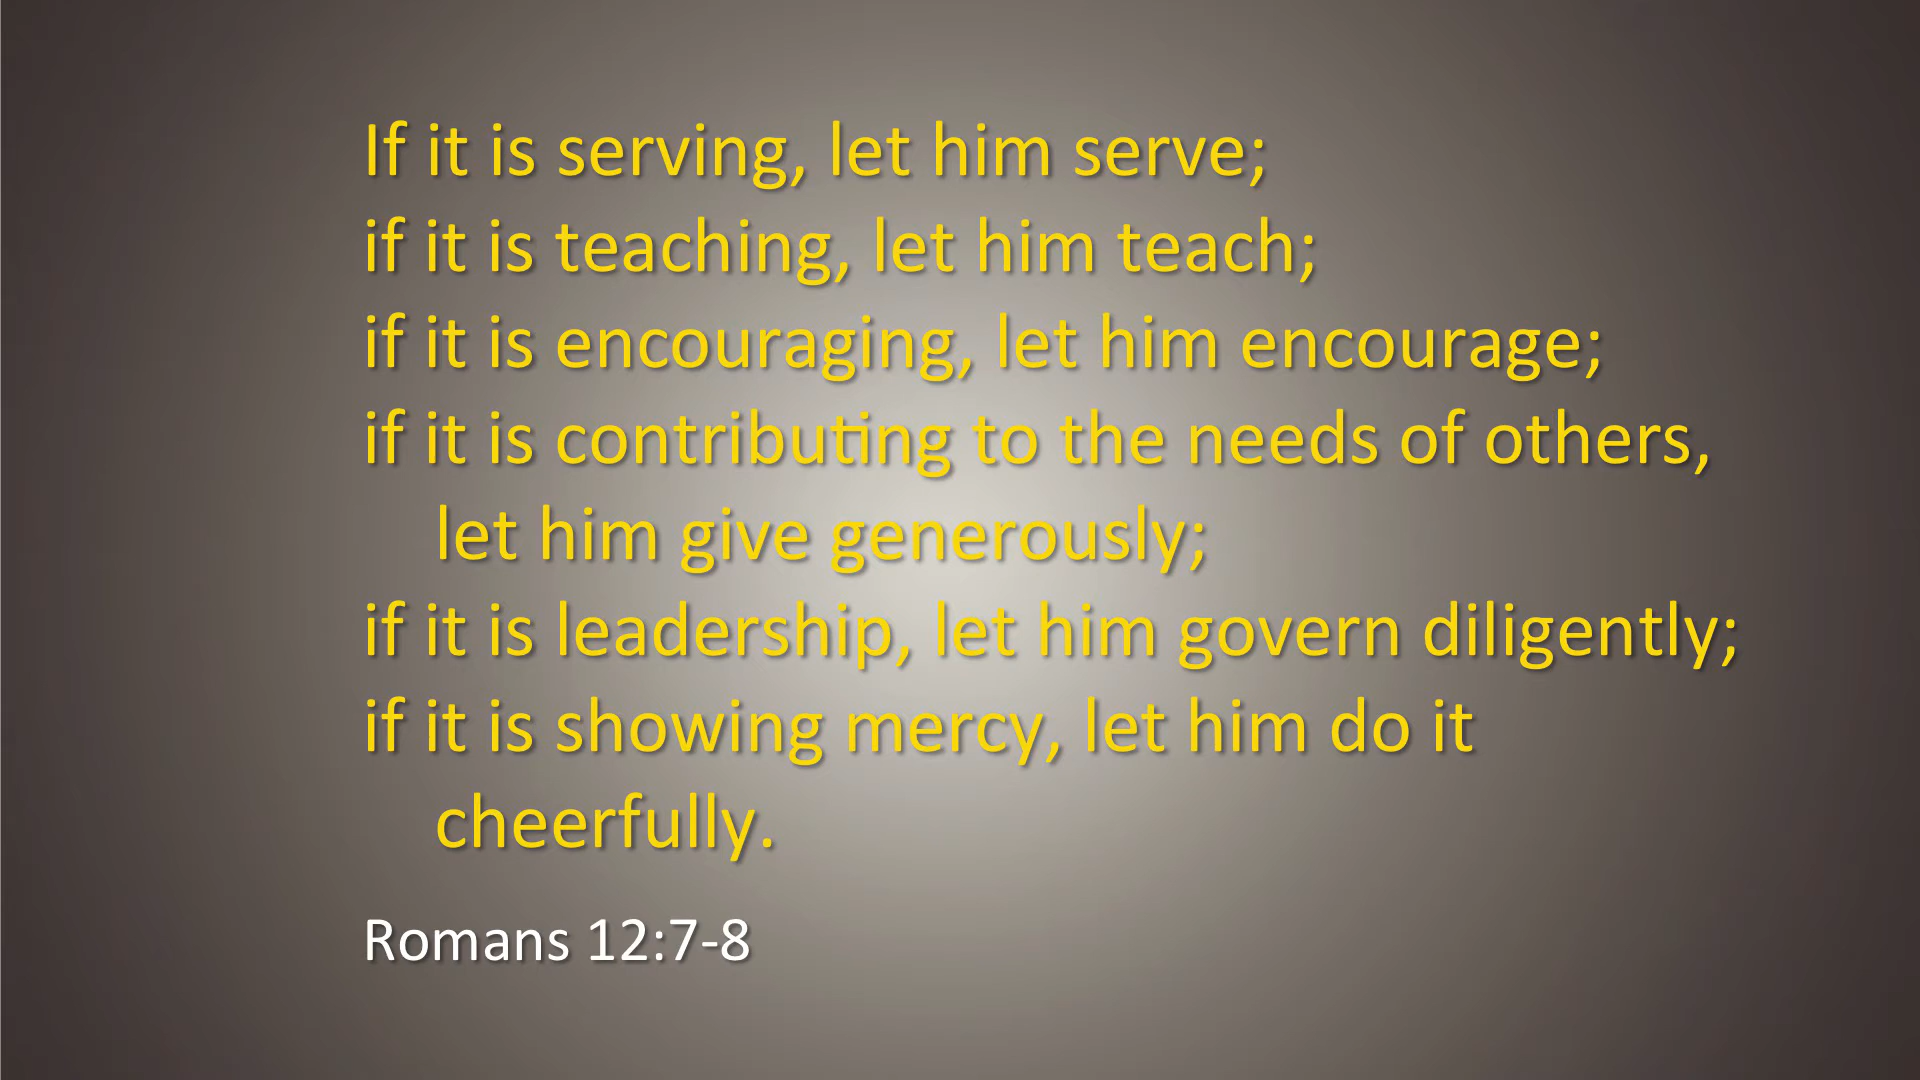 If it is serving, let him serve;
if it is teaching, let him teach;
if it is encouraging, let him encourage;
if it is contributing to the needs of others,
let him give generously;
if it is leadership, let him govern diligently;
if it is showing mercy, let him do it
cheerfully.
Romans 12:7-8